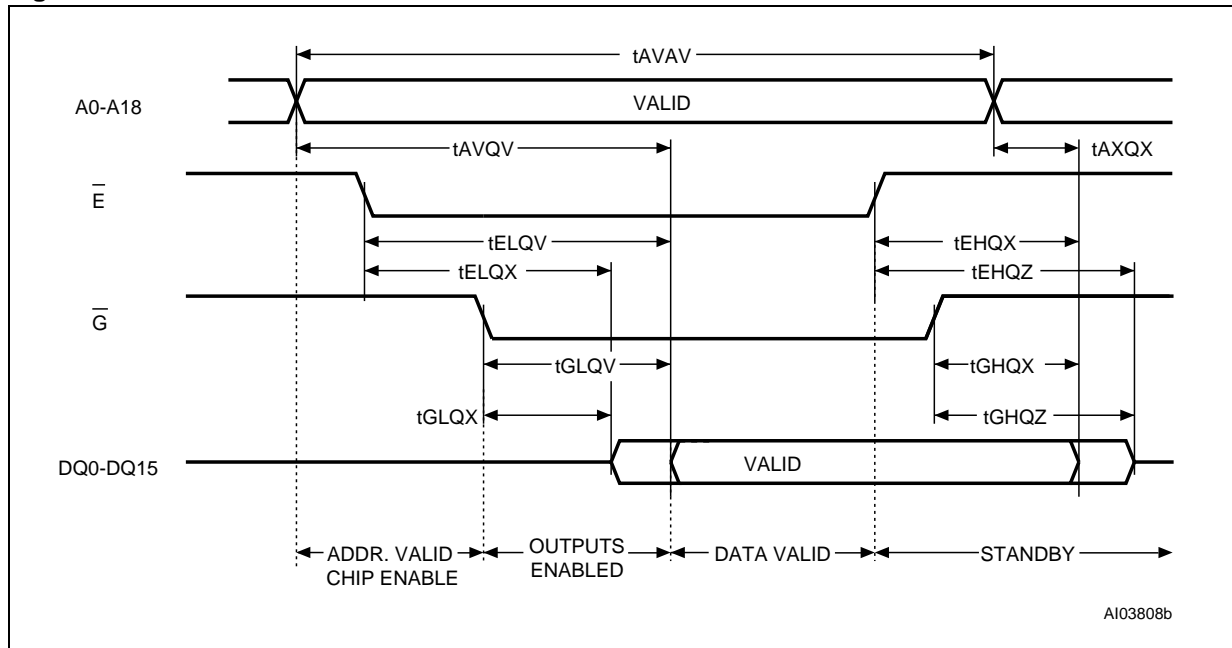 tAVAV
A0-A18
VALID
tAVQV
tAXQX
E
tELQV
tEHQX
tELQX
tEHQZ
G
tGLQV
tGHQX
tGLQX
tGHQZ
DQ0-DQ15
VALID
ADDR. VALID
CHIP ENABLE
OUTPUTS
ENABLED
DATA VALID
STANDBY
AI03808b